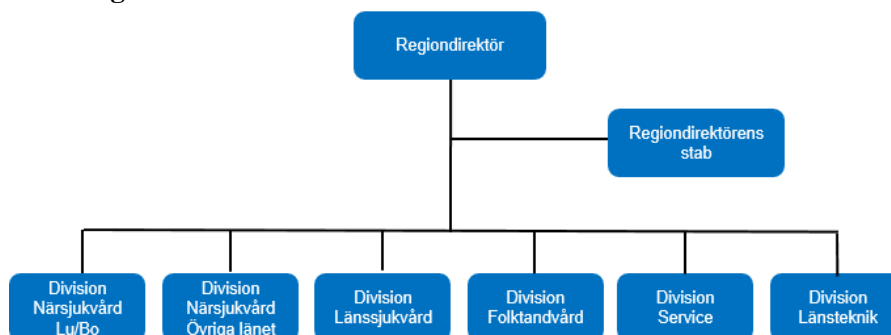 Regiondirektör
Regiondirektörens
stab
Division
Närsjukvård
Lu/Bo
Division
Närsjukvård
Övriga länet
Division
Länssjukvård
Division
Folktandvård
Division
Service
Division
Länsteknik